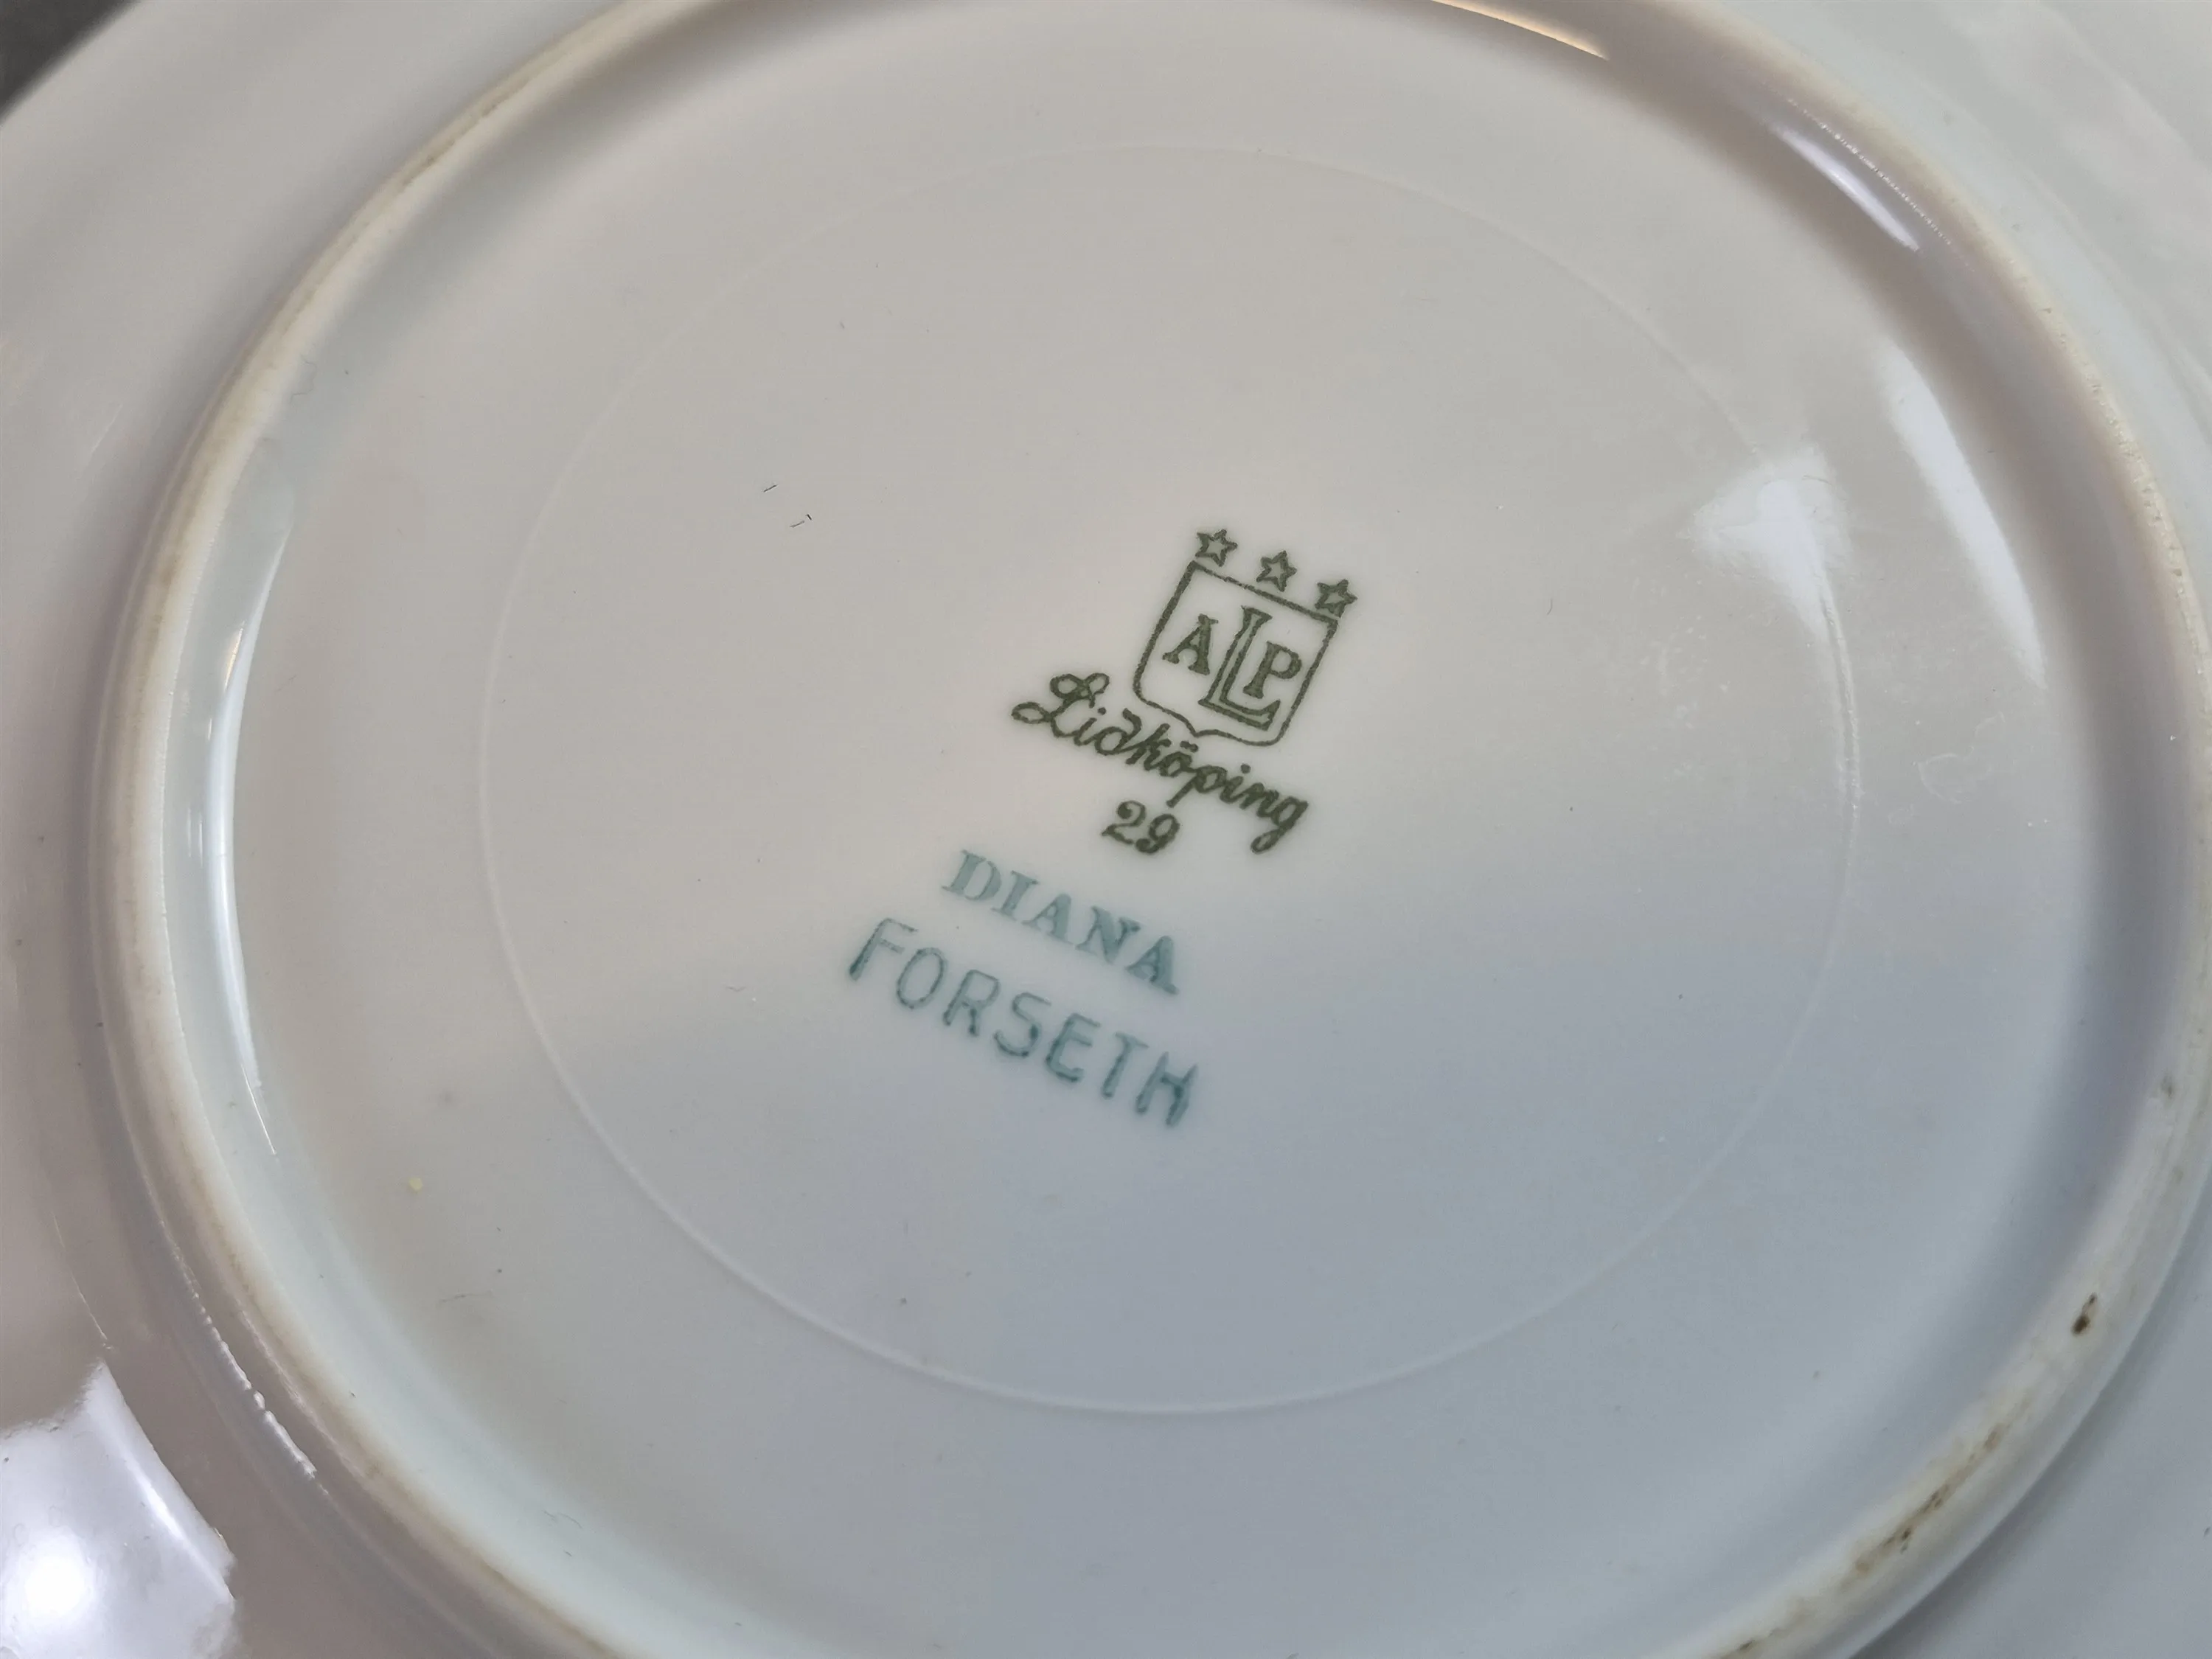 ALP
Lidköping
29
DIANA
FORSETH